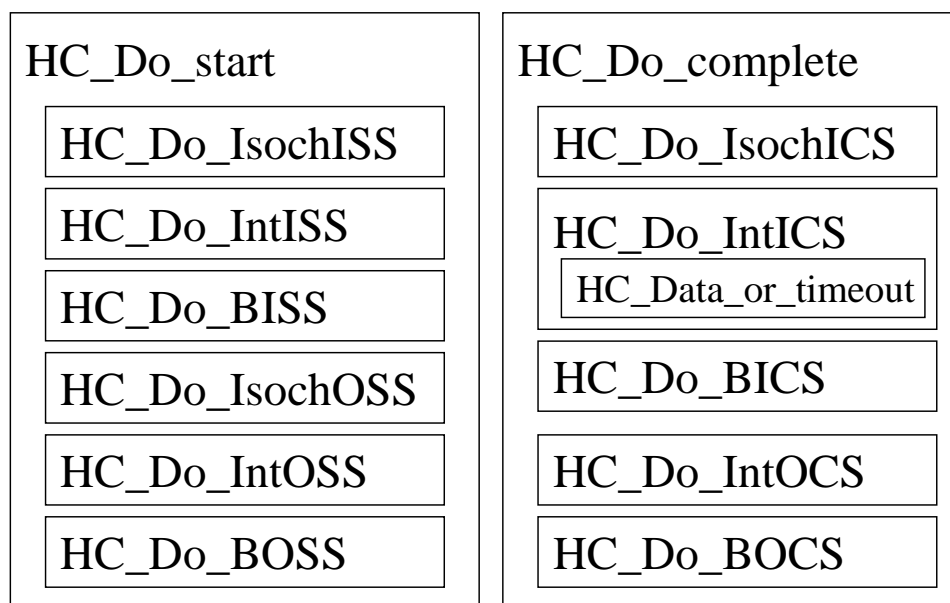 HC_Do_start
HC_Do_IsochISS
HC_Do_IntISS
HC_Do_BISS
HC_Do_IsochOSS
HC_Do_IntOSS
HC_Do_BOSS
HC_Do_complete
HC_Do_IsochICS
HC_Do_IntICS
HC_Data_or_timeout
HC_Do_BICS
HC_Do_IntOCS
HC_Do_BOCS